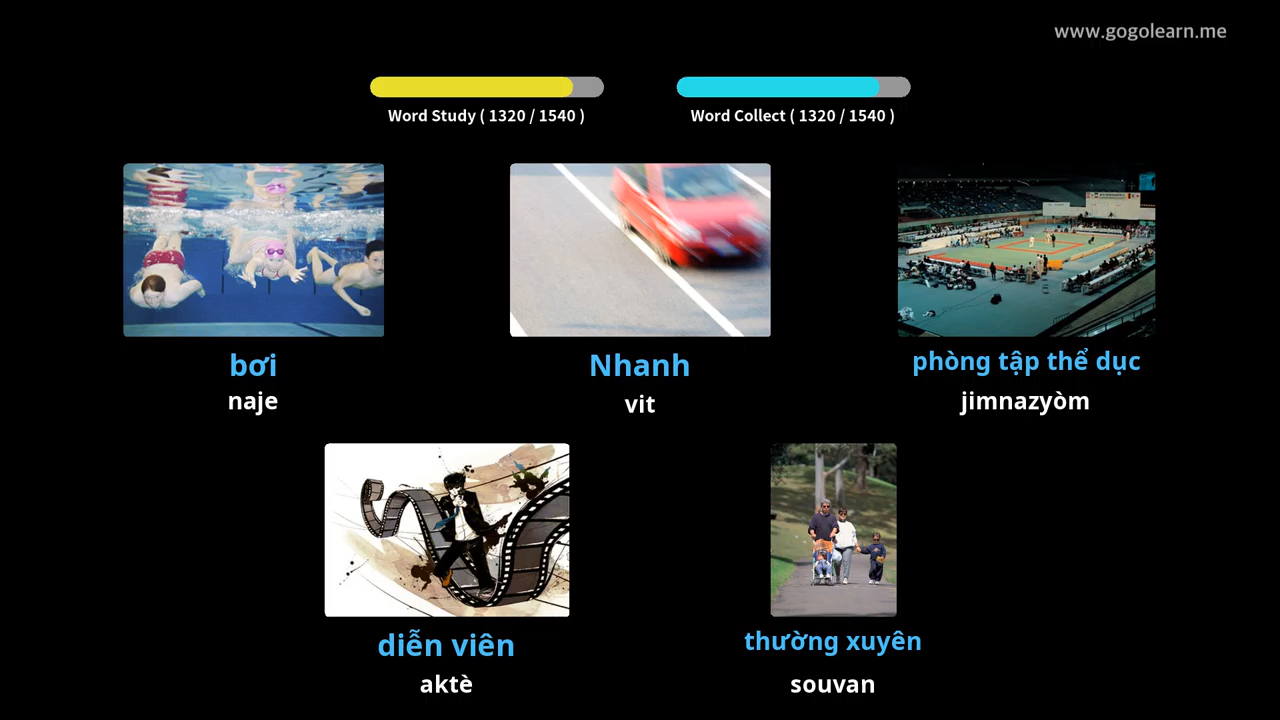 www.gogolearn.me
Word Study ( 1320 / 1540 )
Word Collect ( 1320 / 1540 )
bơi
naje
Nhanh
vit
phòng tập thể dục
jimnazyòm
diễn viên
aktè
thường xuyên
souvan